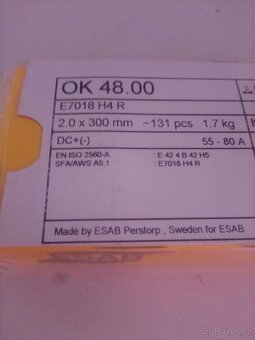 OK 48.00
E7018 H4 R
2.0 x 300 mm ~131 pcs 1.7 kg
DC+(-) 55 - 80 A
EN ISO 2560-A : E 42 4 B 42 H5
SFA/AWS A5.1 : E7018 H4 R
Made by ESAB Perstorp , Sweden for ESAB
ESAB